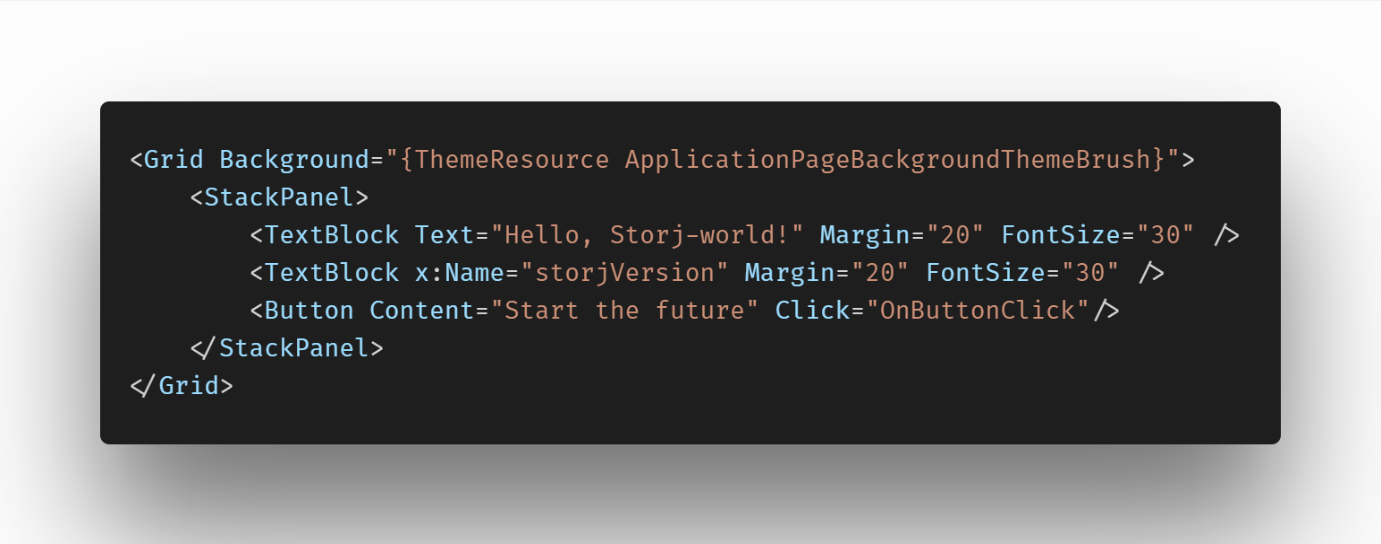 <Grid Background="{ThemeResource ApplicationPageBackgroundThemeBrush}">
    <StackPanel>
        <TextBlock Text="Hello, Storj-world!" Margin="20" FontSize="30" />
        <TextBlock x:Name="storjVersion" Margin="20" FontSize="30" />
        <Button Content="Start the future" Click="OnButtonClick"/>
    </StackPanel>
</Grid>